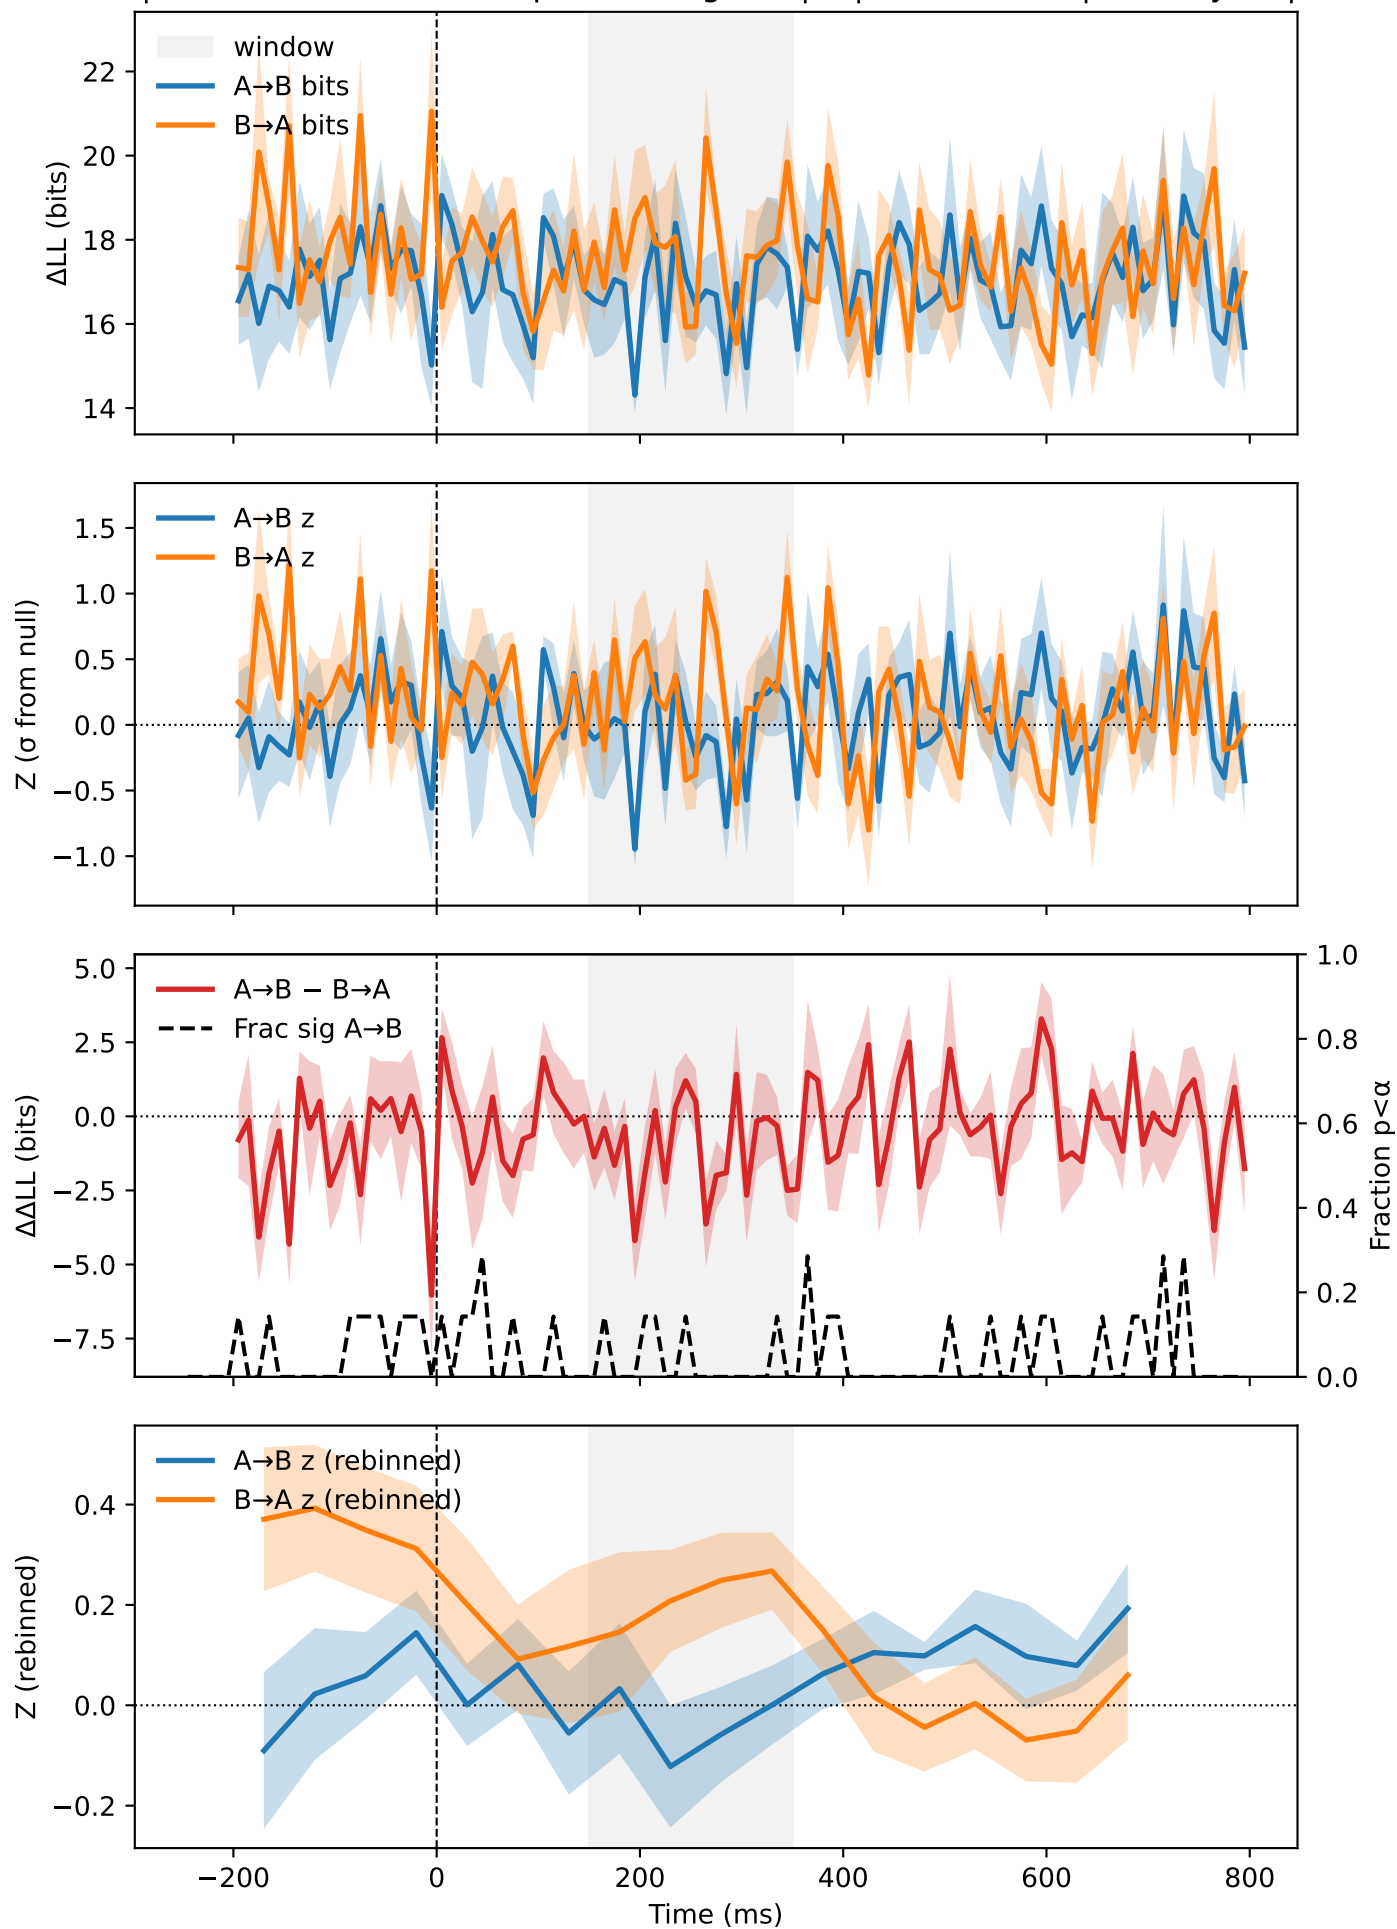 window
A→B bits
B→A bits
ΔLL (bits)
22
20
18
16
14
A→B z
B→A z
Z (σ from null)
1.5
1.0
0.5
0.0
−0.5
−1.0
A→B − B→A
Frac sig A→B
ΔΔLL (bits)
5.0
2.5
0.0
−2.5
−5.0
−7.5
1.0
0.8
0.6
0.4
0.2
0.0
Fraction p<α
A→B z (rebinned)
B→A z (rebinned)
Z (rebinned)
0.4
0.2
0.0
−0.2
−200
0
200
400
600
800
Time (ms)